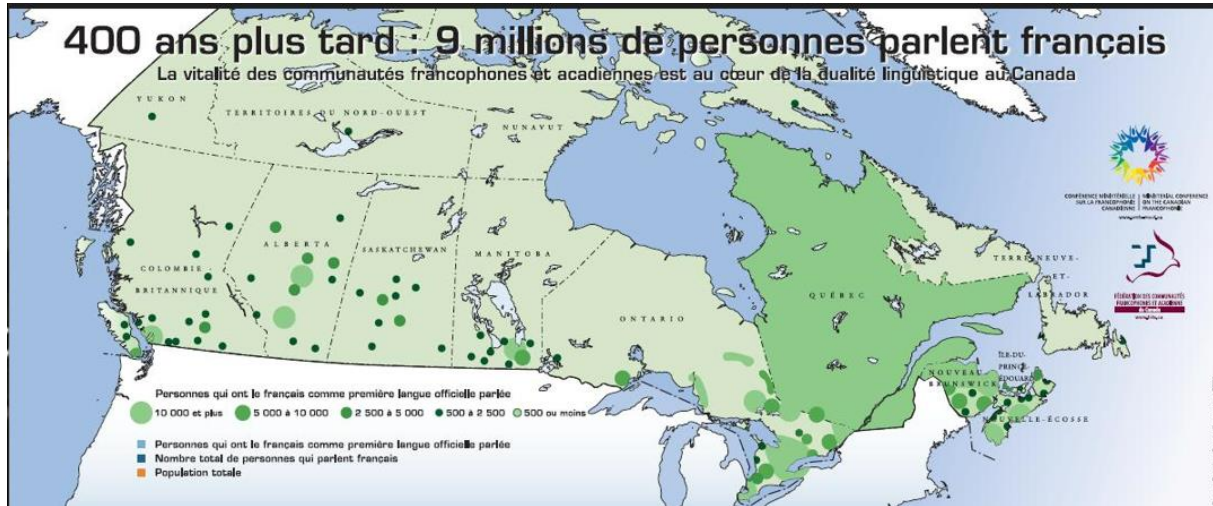 400 ans plus tard : 9 millions de personnes parlent français
La vitalité des communautés francophones et acadiennes est au cœur de la dualité linguistique au Canada
YUKON
TERRITOIRES DU NORD-OUEST
NUNAVUT
CONFÉRENCE MINISTÉRIELLE SUR LA FRANCOPHONIE CANADIENNE
MINISTERIAL CONFERENCE ON THE CANADIAN FRANCOPHONIE
ALBERTA
SASKATCHEWAN
MANITOBA
COLOMBIE-
BRITANNIQUE
ONTARIO
QUÉBEC
TERRE-NEUVE-
ET-
LABRADOR
FÉDÉRATION DES COMMUNAUTÉS
FRANCOPHONES ET ACADIENNE
du Canada
ÎLE-DU-
PRINCE-
ÉDOUARD
NOUVEAU
BRUNSWICK
NOUVELLE-ÉCOSSE
Personnes qui ont le français comme première langue officielle parlée
10 000 et plus
5 000 à 10 000
2 500 à 5 000
500 à 2 500
500 ou moins
Personnes qui ont le français comme première langue officielle parlée
Nombre total de personnes qui parlent français
Population totale